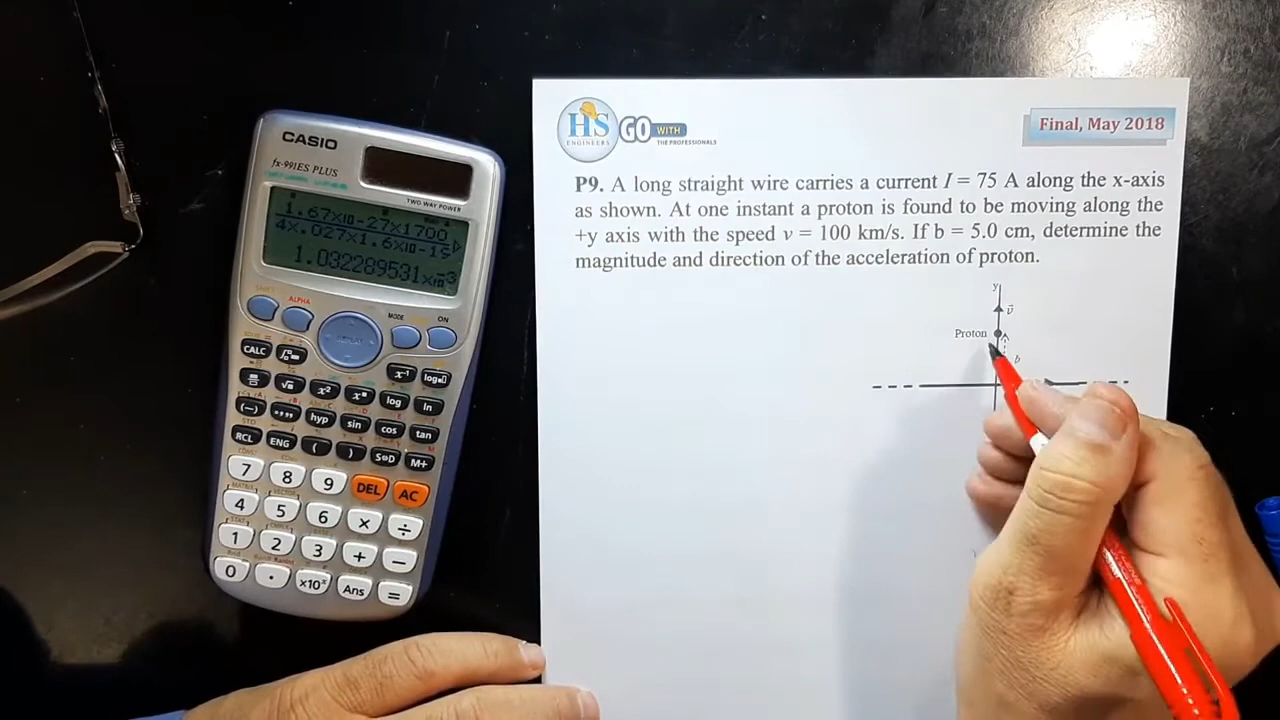 CASIO
fx-991ES PLUS
TWO WAY POWER
1.67×10-27×1700
4×.027×1.6×10-19
1.032289531×10-3
SHIFT ALPHA MODE ON
REPLAY
CALC x-1 log
√ x2 log ln
(−) hyp sin cos tan
RCL ENG ( ) S⇔D M+
7 8 9 DEL AC
4 5 6 × ÷
1 2 3 + −
0 . ×10x Ans =
HS
ENGINEERS
GO WITH
THE PROFESSIONALS
Final, May 2018
P9. A long straight wire carries a current I = 75 A along the x-axis
as shown. At one instant a proton is found to be moving along the
+y axis with the speed v = 100 km/s. If b = 5.0 cm, determine the
magnitude and direction of the acceleration of proton.
y
v⃗
Proton
b